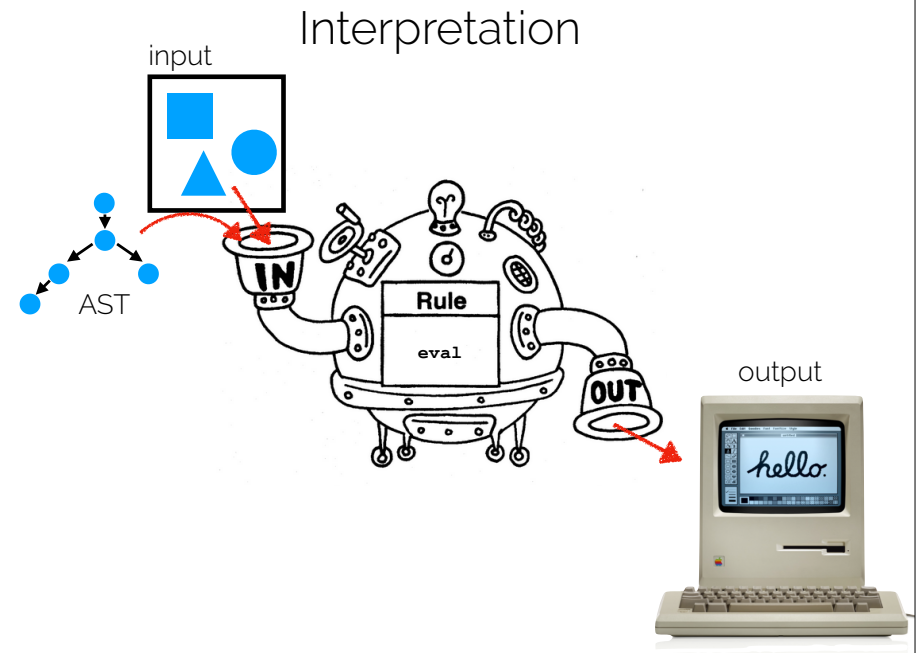 Interpretation
input
AST
IN
Rule
eval
OUT
output
hello.